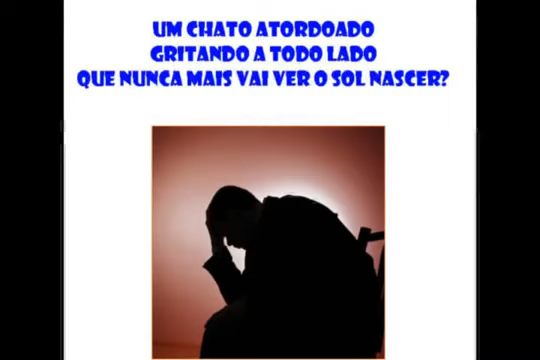 UM CHATO ATORDOADO
GRITANDO A TODO LADO
QUE NUNCA MAIS VAI VER O SOL NASCER?